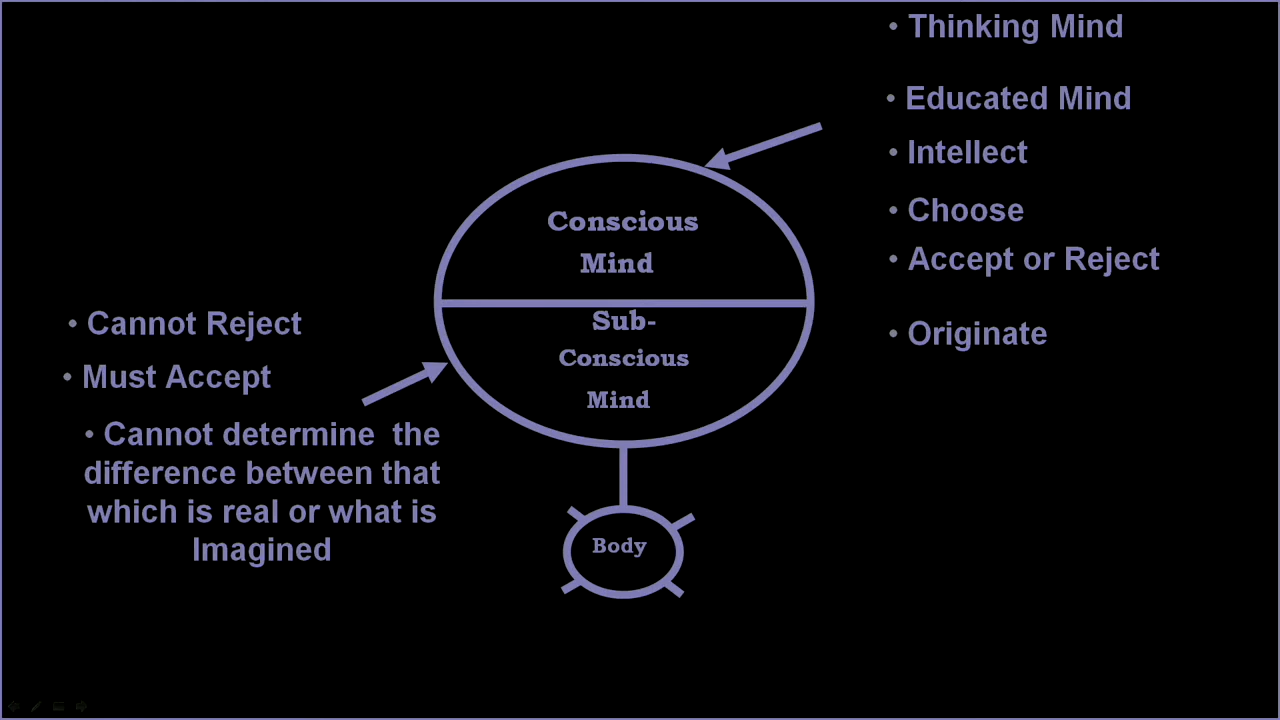 • Thinking Mind
• Educated Mind
• Intellect
• Choose
• Accept or Reject
• Originate
Conscious
Mind
Sub-
Conscious
Mind
Body
• Cannot Reject
• Must Accept
• Cannot determine the
difference between that
which is real or what is
Imagined